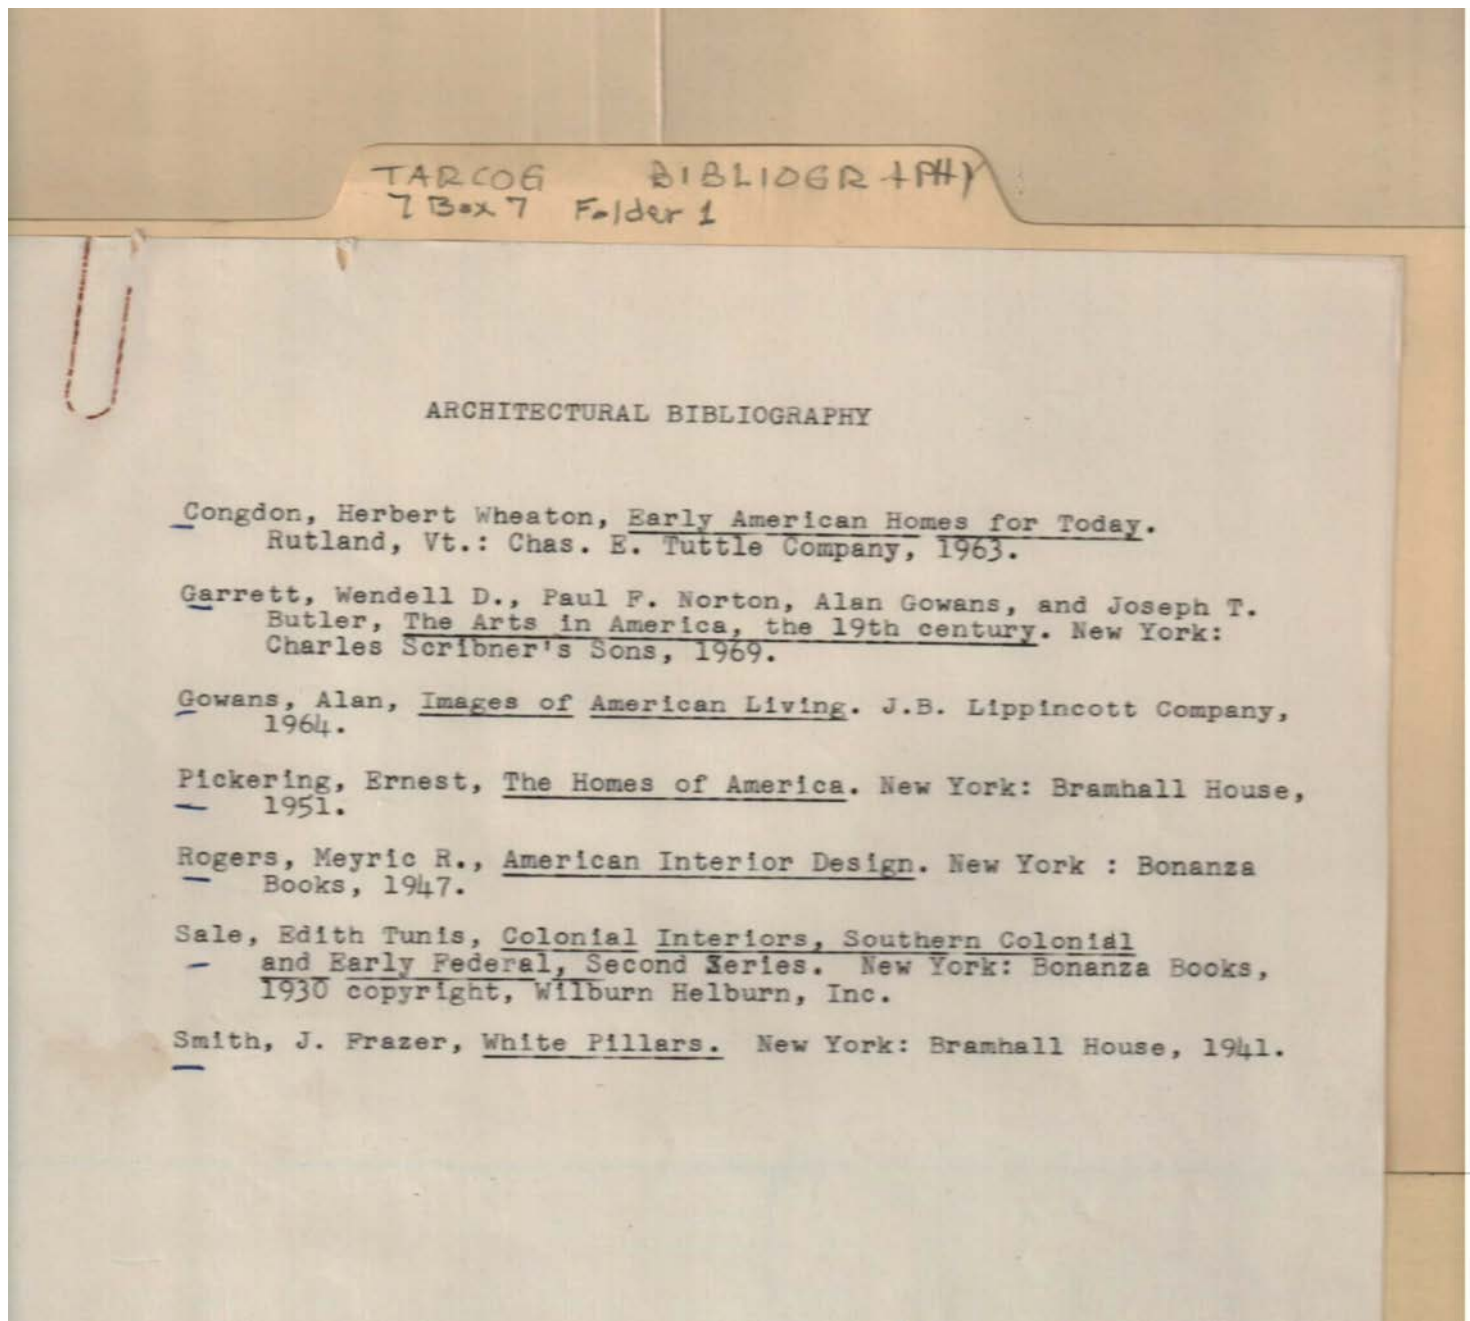 TARCOG BIBLIOGRAPHY
7 Box 7 Folder 1
ARCHITECTURAL BIBLIOGRAPHY
Congdon, Herbert Wheaton, Early American Homes for Today.
Rutland, Vt.: Chas. E. Tuttle Company, 1963.
Garrett, Wendell D., Paul F. Norton, Alan Gowans, and Joseph T.
Butler, The Arts in America, the 19th century. New York:
Charles Scribner's Sons, 1969.
Gowans, Alan, Images of American Living. J.B. Lippincott Company,
1964.
Pickering, Ernest, The Homes of America. New York: Bramhall House,
1951.
Rogers, Meyric R., American Interior Design. New York : Bonanza
Books, 1947.
Sale, Edith Tunis, Colonial Interiors, Southern Colonial
and Early Federal, Second Series. New York: Bonanza Books,
1930 copyright, Wilburn Helburn, Inc.
Smith, J. Frazer, White Pillars. New York: Bramhall House, 1941.